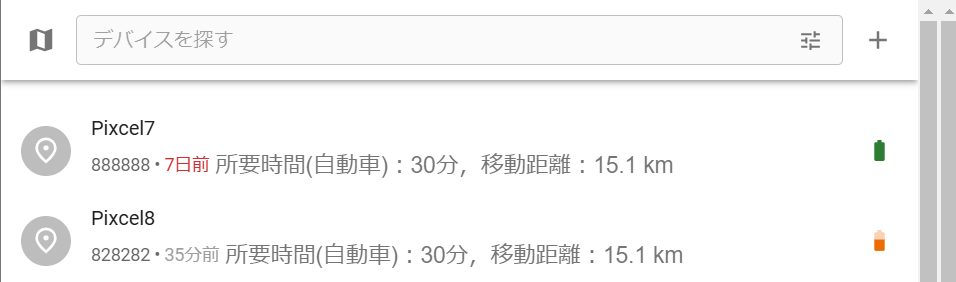 デバイスを探す
Pixcel7
888888 • 7日前 所要時間(自動車)：30分，移動距離：15.1 km
Pixcel8
828282 • 35分前 所要時間(自動車)：30分，移動距離：15.1 km